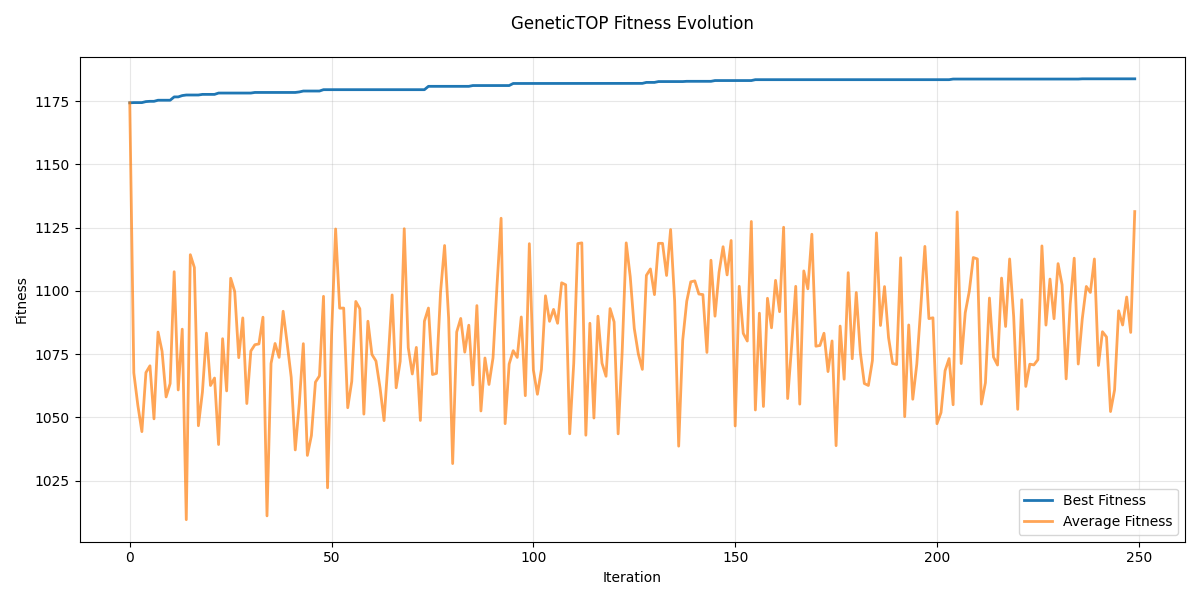 GeneticTOP Fitness Evolution
Fitness
1175
1150
1125
1100
1075
1050
1025
0 50 100 150 200 250
Iteration
Best Fitness
Average Fitness